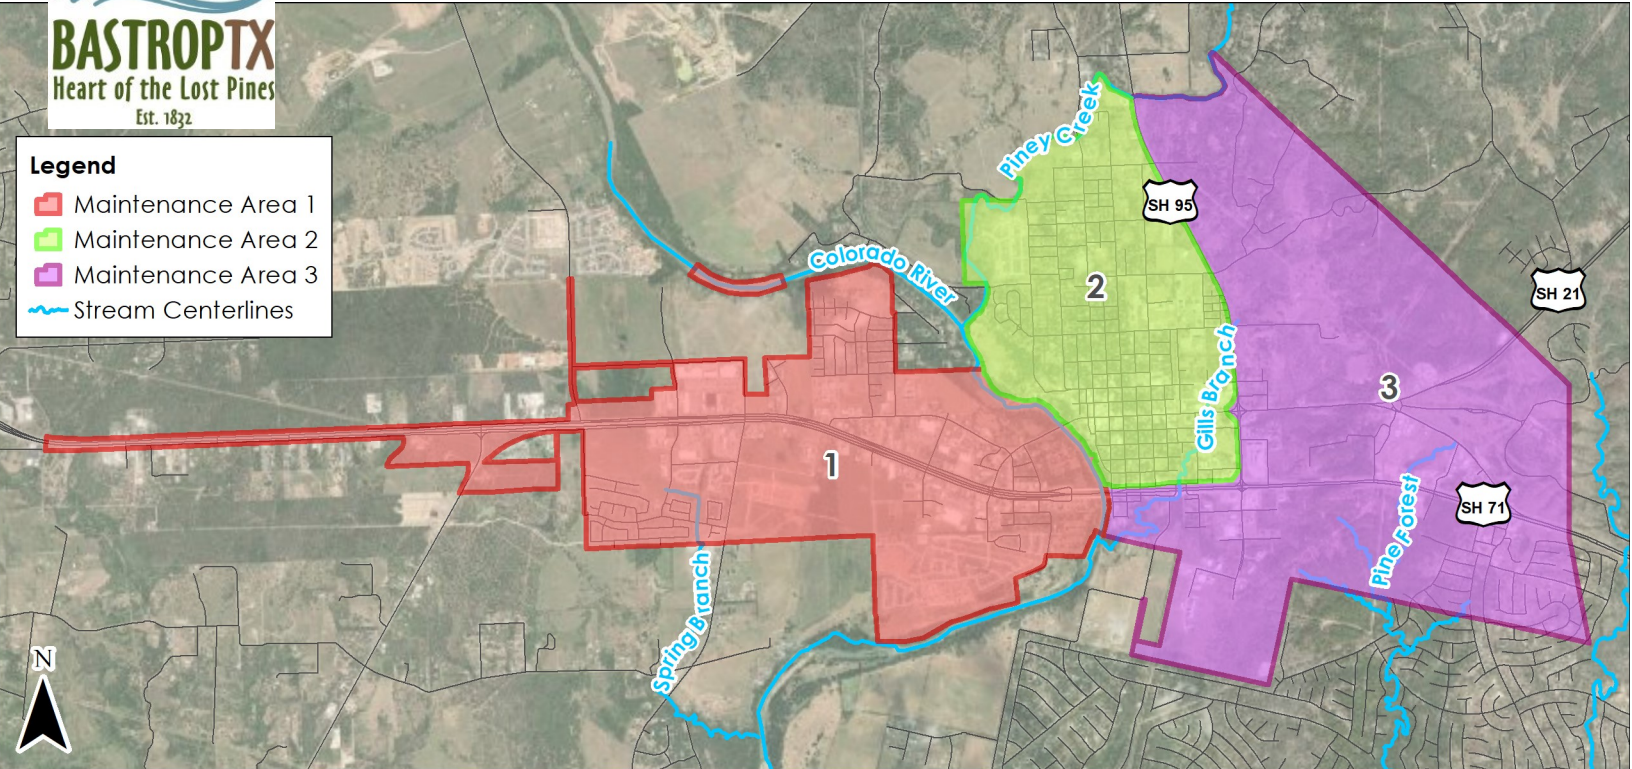 BASTROPTX
Heart of the Lost Pines
Est. 1832
Legend
Maintenance Area 1
Maintenance Area 2
Maintenance Area 3
Stream Centerlines
Piney Creek
SH 95
Colorado River
2
SH 21
Gills Branch
3
1
SH 71
Pine Forest
Spring Branch
N